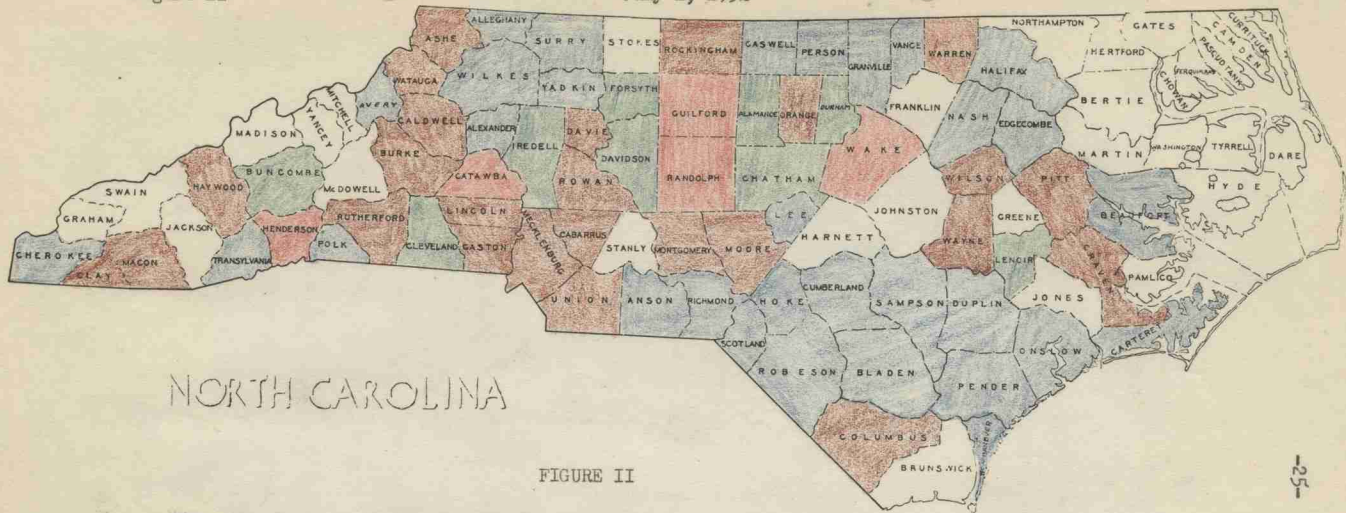 ALLEGHANY
ASHE
SURRY
STOKES
ROCKINGHAM
CASWELL
PERSON
GRANVILLE
VANCE
WARREN
NORTHAMPTON
GATES
HERTFORD
CURRITUCK
CAMDEN
PASCUOTANK
HALIFAX
WATAUGA
WILKES
YADKIN
FORSYTH
GUILFORD
ALAMANCE
ORANGE
DURHAM
FRANKLIN
NASH
EDGECOMBE
BERTIE
CHOWAN
MITCHELL
AVERY
YANCEY
MADISON
CALDWELL
ALEXANDER
IREDELL
DAVIE
DAVIDSON
RANDOLPH
CHATHAM
WAKE
MARTIN
WASHINGTON
TYRRELL
DARE
BUNCOMBE
BURKE
McDOWELL
CATAWBA
ROWAN
WILSON
PITT
HYDE
HAYWOOD
SWAIN
GRAHAM
JACKSON
HENDERSON
RUTHERFORD
LINCOLN
MECKLENBURG
CABARRUS
STANLY
MONTGOMERY
MOORE
LEE
HARNETT
JOHNSTON
GREENE
BEAUFORT
CHEROKEE
CLAY
MACON
TRANSYLVANIA
POLK
CLEVELAND
GASTON
WAYNE
LENOIR
CRAVEN
PAMLICO
UNION
ANSON
RICHMOND
HOKE
CUMBERLAND
SAMPSON
DUPLIN
JONES
SCOTLAND
ROBESON
BLADEN
PENDER
ONSLOW
CARTERET
NORTH CAROLINA
COLUMBUS
BRUNSWICK
FIGURE II
-25-